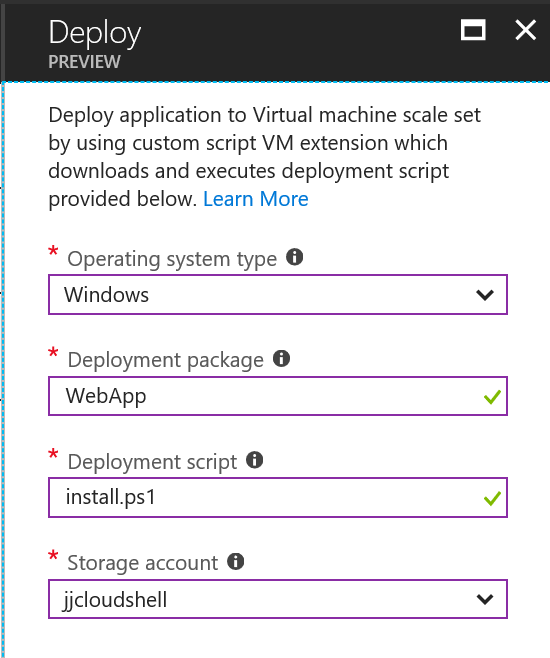 Deploy
PREVIEW
Deploy application to Virtual machine scale set
by using custom script VM extension which
downloads and executes deployment script
provided below. Learn More
* Operating system type
Windows
* Deployment package
WebApp
* Deployment script
install.ps1
* Storage account
jjcloudshell